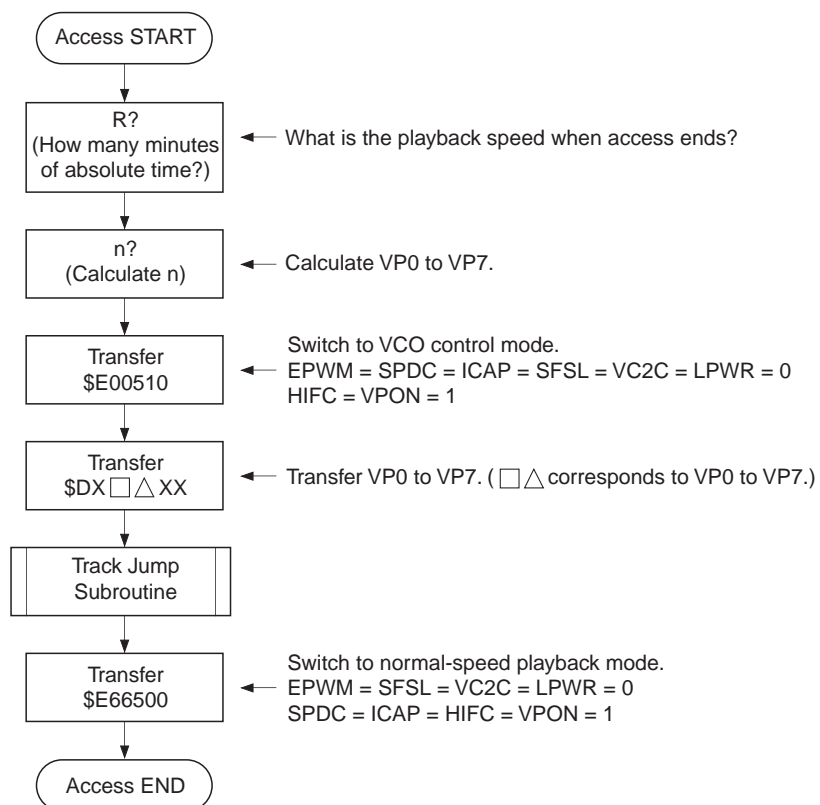 Access START
R?
(How many minutes
of absolute time?)
What is the playback speed when access ends?
n?
(Calculate n)
Calculate VP0 to VP7.
Transfer
$E00510
Switch to VCO control mode.
EPWM = SPDC = ICAP = SFSL = VC2C = LPWR = 0
HIFC = VPON = 1
Transfer
$DX □ △ XX
Transfer VP0 to VP7. ( □ △ corresponds to VP0 to VP7.)
Track Jump
Subroutine
Transfer
$E66500
Switch to normal-speed playback mode.
EPWM = SFSL = VC2C = LPWR = 0
SPDC = ICAP = HIFC = VPON = 1
Access END